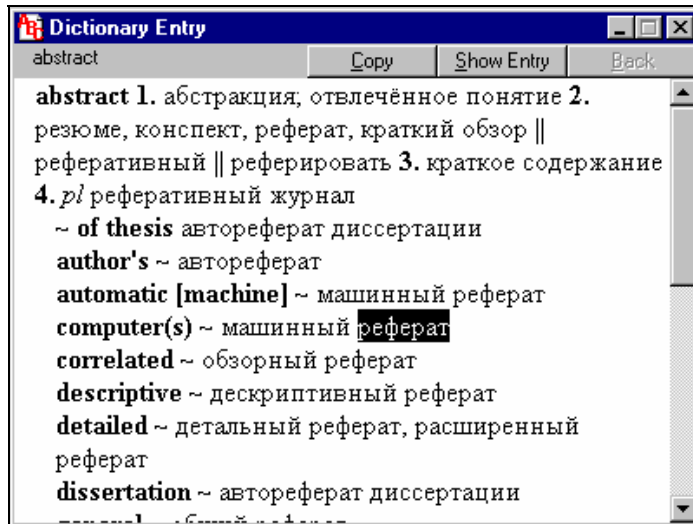 Dictionary Entry
abstract Copy Show Entry Back
abstract 1. абстракция; отвлечённое понятие 2.
резюме, конспект, реферат, краткий обзор ||
реферативный || реферировать 3. краткое содержание
4. pl реферативный журнал
~ of thesis автореферат диссертации
author's ~ автореферат
automatic [machine] ~ машинный реферат
computer(s) ~ машинный реферат
correlated ~ обзорный реферат
descriptive ~ дескриптивный реферат
detailed ~ детальный реферат, расширенный
реферат
dissertation ~ автореферат диссертации